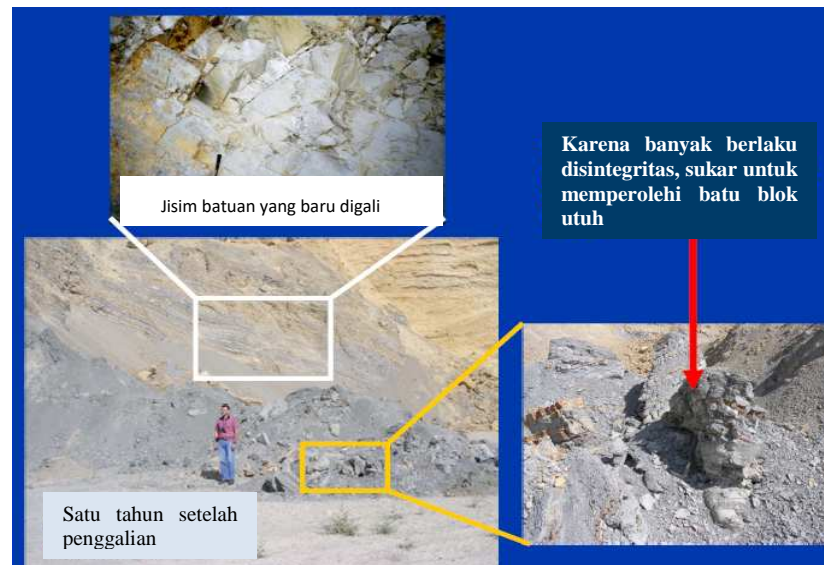 Jisim batuan yang baru digali
Karena banyak berlaku
disintegritas, sukar untuk
memperolehi batu blok
utuh
Satu tahun setelah
penggalian